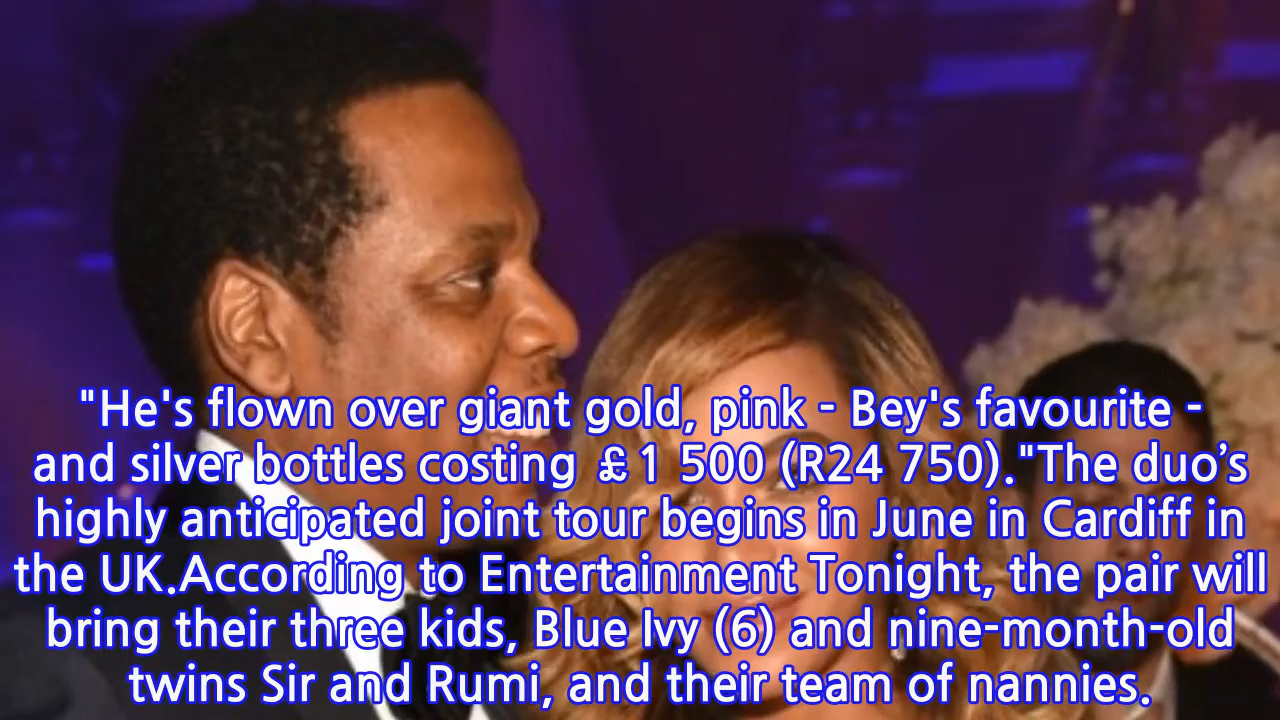 "He's flown over giant gold, pink - Bey's favourite -
and silver bottles costing £1 500 (R24 750)."The duo’s
highly anticipated joint tour begins in June in Cardiff in
the UK.According to Entertainment Tonight, the pair will
bring their three kids, Blue Ivy (6) and nine-month-old
twins Sir and Rumi, and their team of nannies.